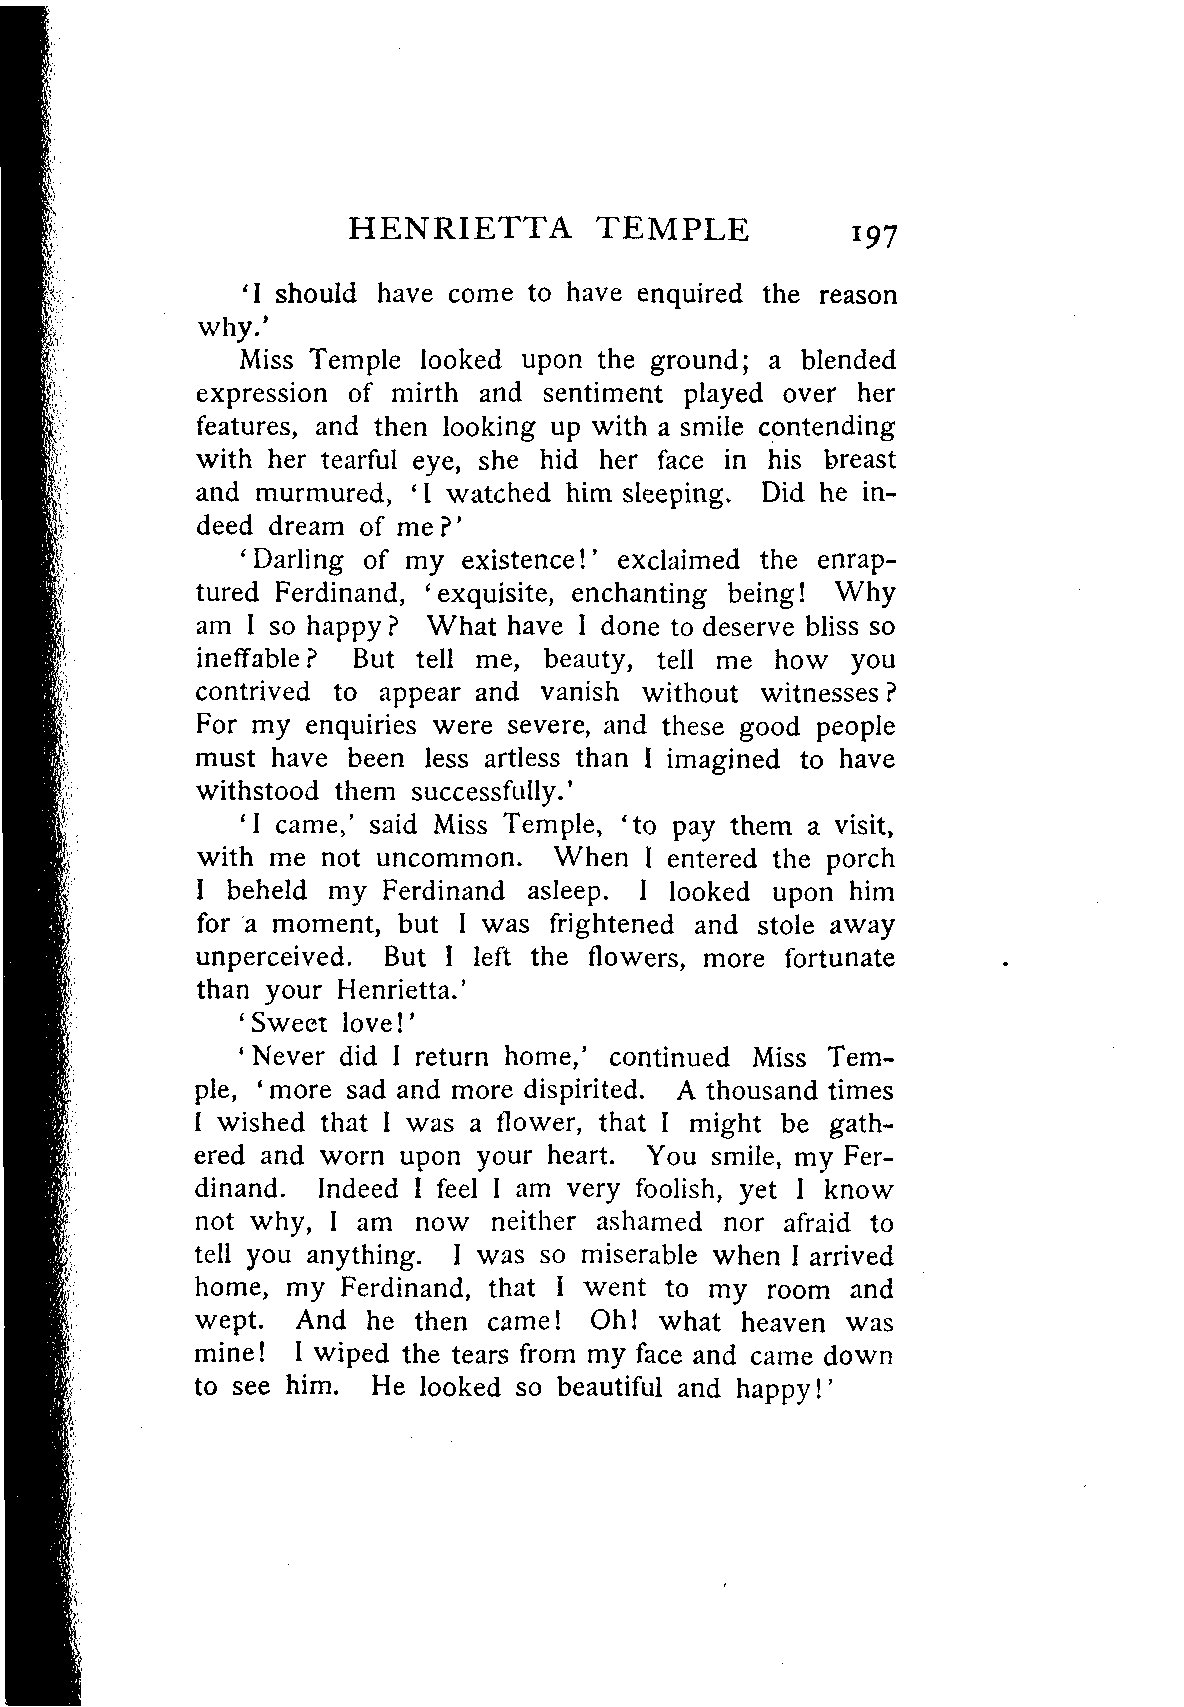 HENRIETTA TEMPLE 197
'I should have come to have enquired the reason
why.'
Miss Temple looked upon the ground; a blended
expression of mirth and sentiment played over her
features, and then looking up with a smile contending
with her tearful eye, she hid her face in his breast
and murmured, 'I watched him sleeping. Did he in-
deed dream of me?'
'Darling of my existence!' exclaimed the enrap-
tured Ferdinand, 'exquisite, enchanting being! Why
am I so happy? What have I done to deserve bliss so
ineffable? But tell me, beauty, tell me how you
contrived to appear and vanish without witnesses?
For my enquiries were severe, and these good people
must have been less artless than I imagined to have
withstood them successfully.'
'I came,' said Miss Temple, 'to pay them a visit,
with me not uncommon. When I entered the porch
I beheld my Ferdinand asleep. I looked upon him
for a moment, but I was frightened and stole away
unperceived. But I left the flowers, more fortunate
than your Henrietta.'
'Sweet love!'
'Never did I return home,' continued Miss Tem-
ple, 'more sad and more dispirited. A thousand times
I wished that I was a flower, that I might be gath-
ered and worn upon your heart. You smile, my Fer-
dinand. Indeed I feel I am very foolish, yet I know
not why, I am now neither ashamed nor afraid to
tell you anything. I was so miserable when I arrived
home, my Ferdinand, that I went to my room and
wept. And he then came! Oh! what heaven was
mine! I wiped the tears from my face and came down
to see him. He looked so beautiful and happy!'